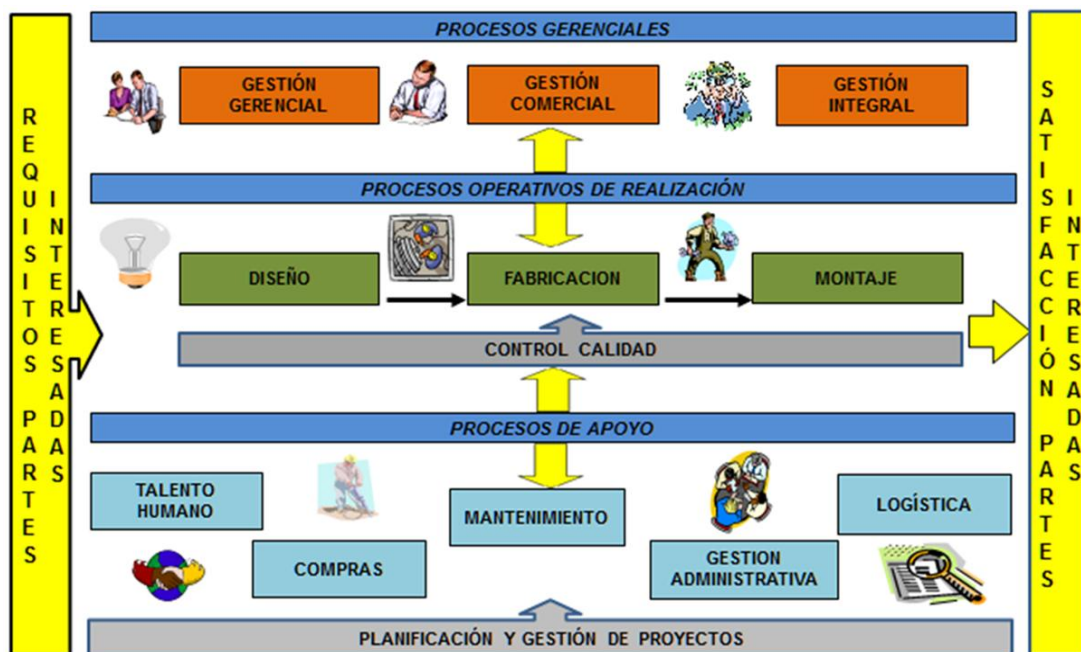 REQUISITOS PARTES
INTERESADAS
PROCESOS GERENCIALES
GESTIÓN
GERENCIAL
GESTIÓN
COMERCIAL
GESTIÓN
INTEGRAL
PROCESOS OPERATIVOS DE REALIZACIÓN
DISEÑO
FABRICACION
MONTAJE
CONTROL CALIDAD
PROCESOS DE APOYO
TALENTO
HUMANO
COMPRAS
MANTENIMIENTO
GESTION
ADMINISTRATIVA
LOGÍSTICA
PLANIFICACIÓN Y GESTIÓN DE PROYECTOS
SATISFACCIÓN PARTES
INTERESADAS